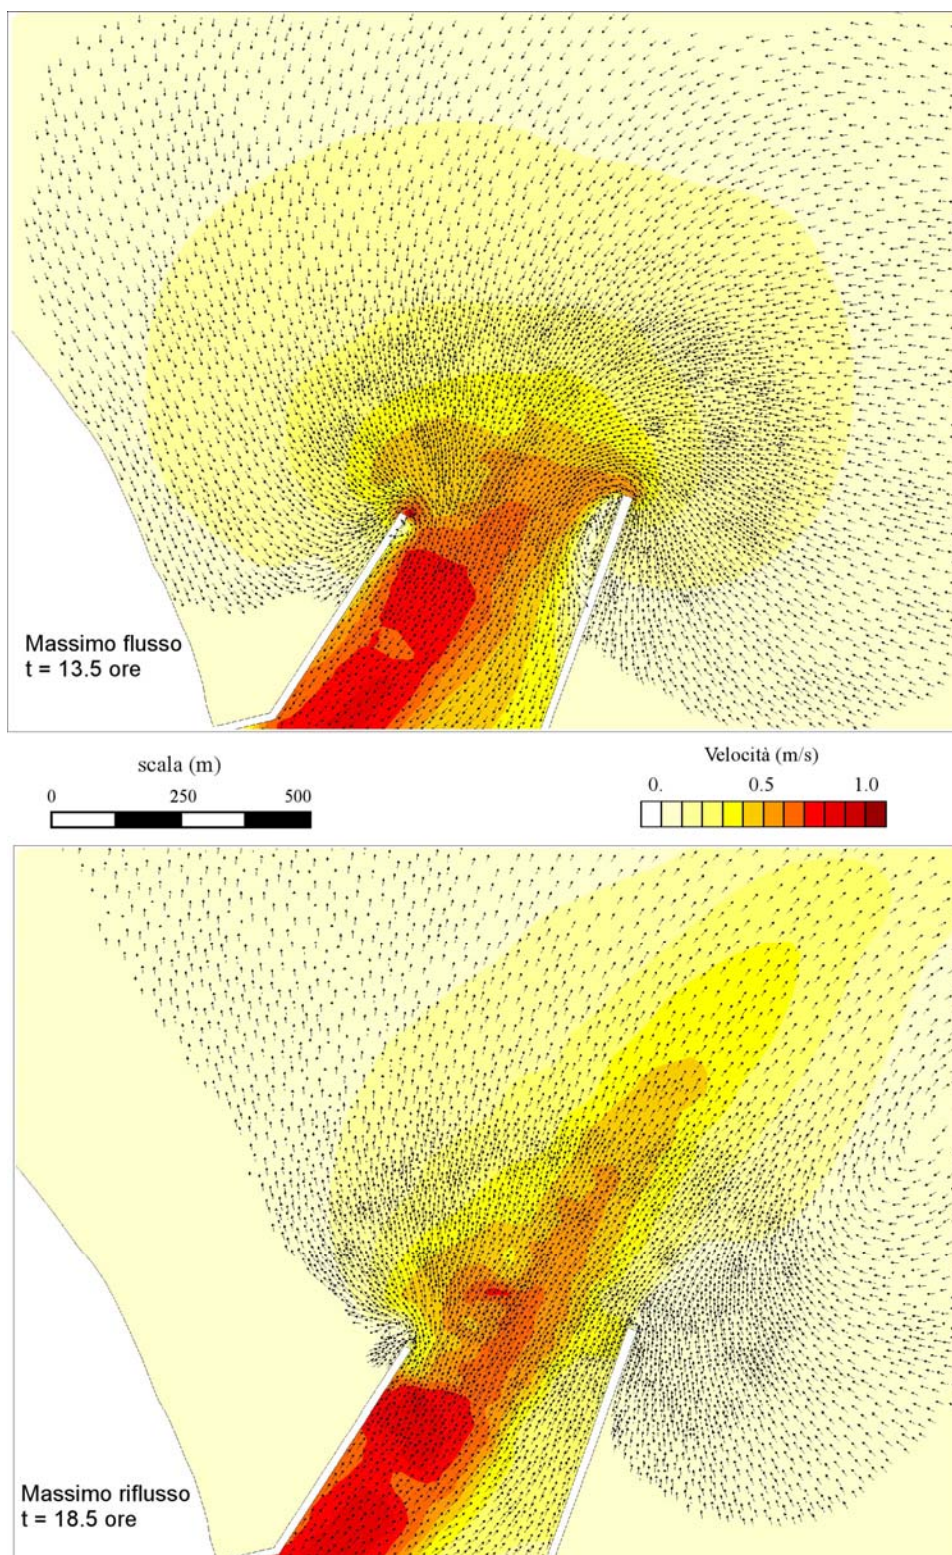 Massimo flusso
t = 13.5 ore
scala (m)
0 250 500
Velocità (m/s)
0. 0.5 1.0
Massimo riflusso
t = 18.5 ore